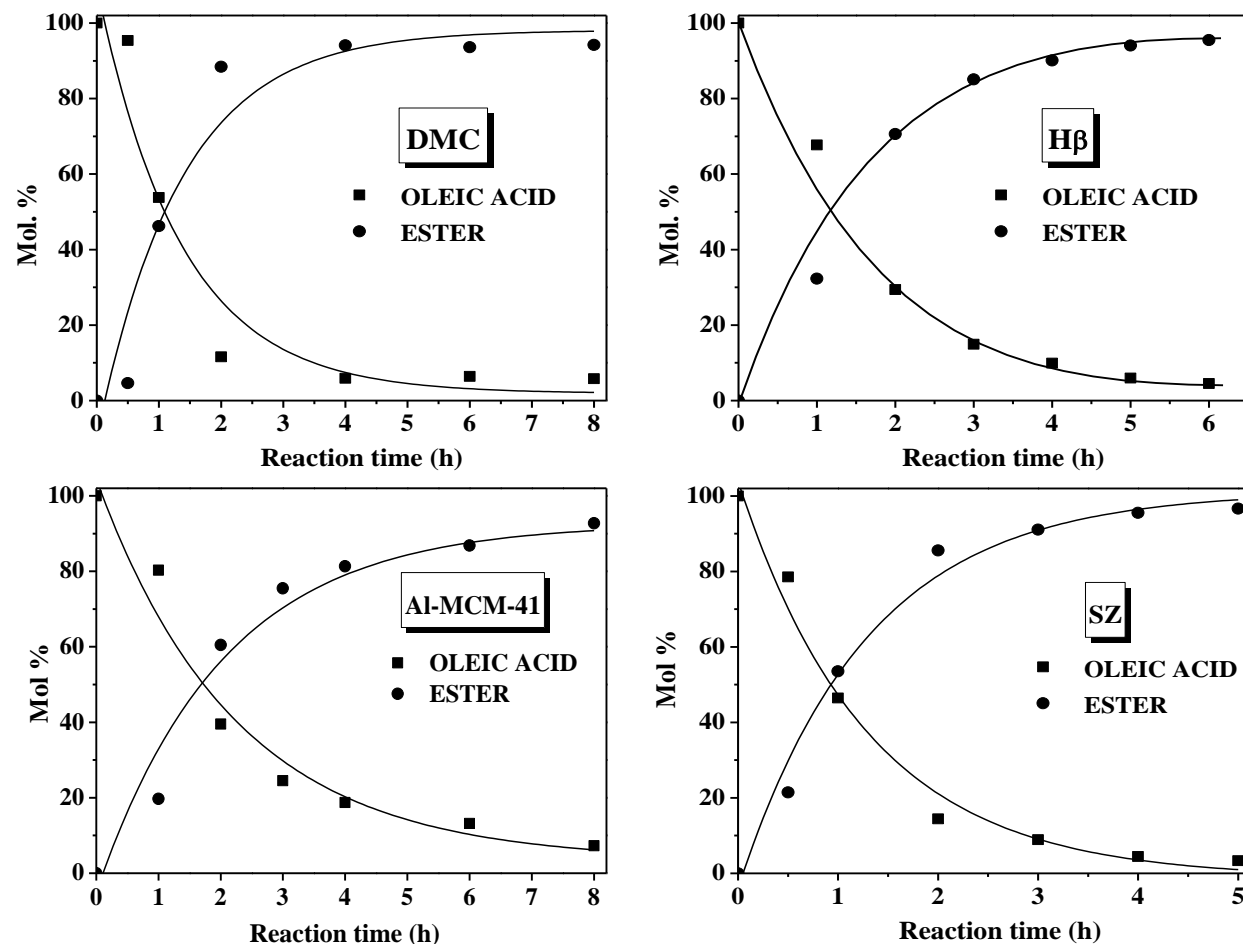 100
80
60
40
20
0
Mol. %
DMC
OLEIC ACID
ESTER
0 1 2 3 4 5 6 7 8
Reaction time (h)
100
80
60
40
20
0
Mol. %
Hβ
OLEIC ACID
ESTER
0 1 2 3 4 5 6
Reaction time (h)
100
80
60
40
20
0
Mol %
Al-MCM-41
OLEIC ACID
ESTER
0 1 2 3 4 5 6 7 8
Reaction time (h)
100
80
60
40
20
0
Mol %
SZ
OLEIC ACID
ESTER
0 1 2 3 4 5
Reaction time (h)